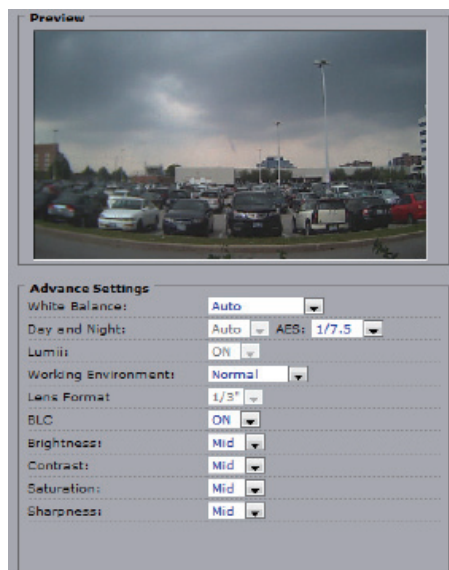 Preview
Advance Settings
White Balance: Auto
Day and Night: Auto AES: 1/7.5
Lumii: ON
Working Environment: Normal
Lens Format 1/3"
BLC ON
Brightness: Mid
Contrast: Mid
Saturation: Mid
Sharpness: Mid